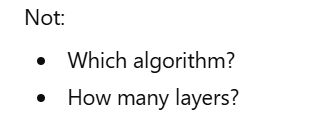 Not:
• Which algorithm?
• How many layers?